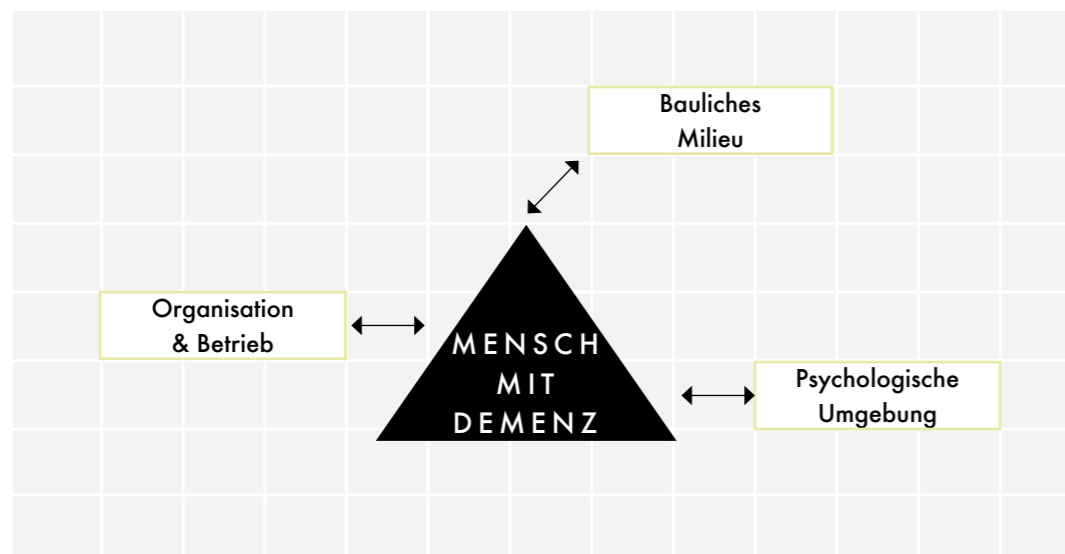 Bauliches
Milieu
Organisation
& Betrieb
MENSCH
MIT
DEMENZ
Psychologische
Umgebung